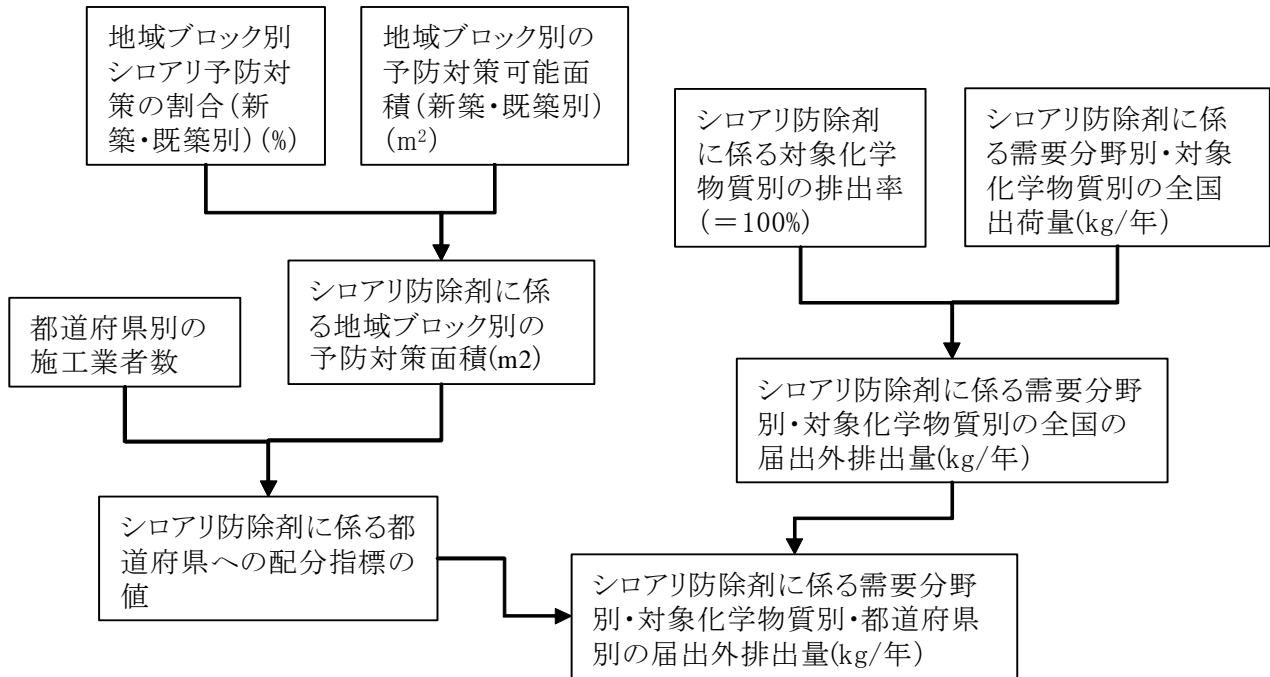 地域ブロック別
シロアリ予防対
策の割合(新
築・既築別)(%)
地域ブロック別の
予防対策可能面
積(新築・既築別)
(m²)
シロアリ防除剤
に係る対象化学
物質別の排出率
(=100%)
シロアリ防除剤に係
る需要分野別・対象
化学物質別の全国
出荷量(kg/年)
都道府県別の
施工業者数
シロアリ防除剤に係
る地域ブロック別の
予防対策面積(m2)
シロアリ防除剤に係る需要分野
別・対象化学物質別の全国の
届出外排出量(kg/年)
シロアリ防除剤に係る都
道府県への配分指標の
値
シロアリ防除剤に係る需要分野
別・対象化学物質別・都道府県
別の届出外排出量(kg/年)